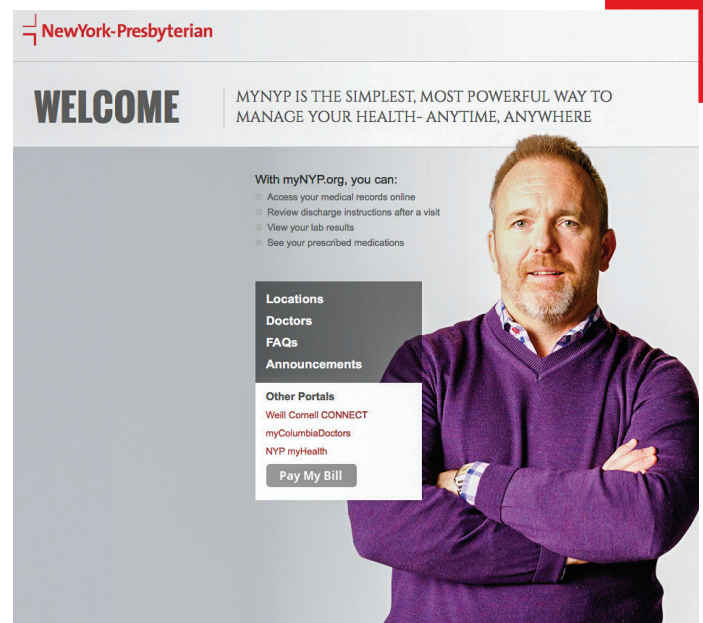 NewYork-Presbyterian
WELCOME
MYNYP IS THE SIMPLEST, MOST POWERFUL WAY TO
MANAGE YOUR HEALTH- ANYTIME, ANYWHERE
With myNYP.org, you can:
Access your medical records online
Review discharge instructions after a visit
View your lab results
See your prescribed medications
Locations
Doctors
FAQs
Announcements
Other Portals
Weill Cornell CONNECT
myColumbiaDoctors
NYP myHealth
Pay My Bill